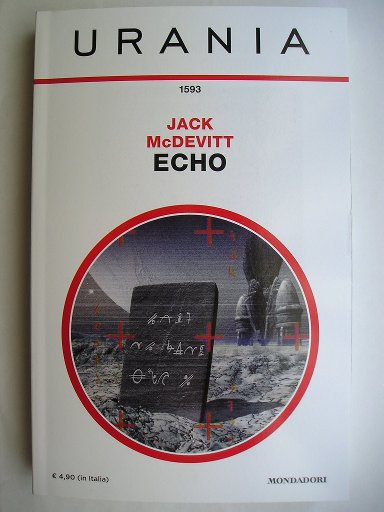 URANIA
1593
JACK
McDEVITT
ECHO
€ 4,90 (in Italia)
MONDADORI